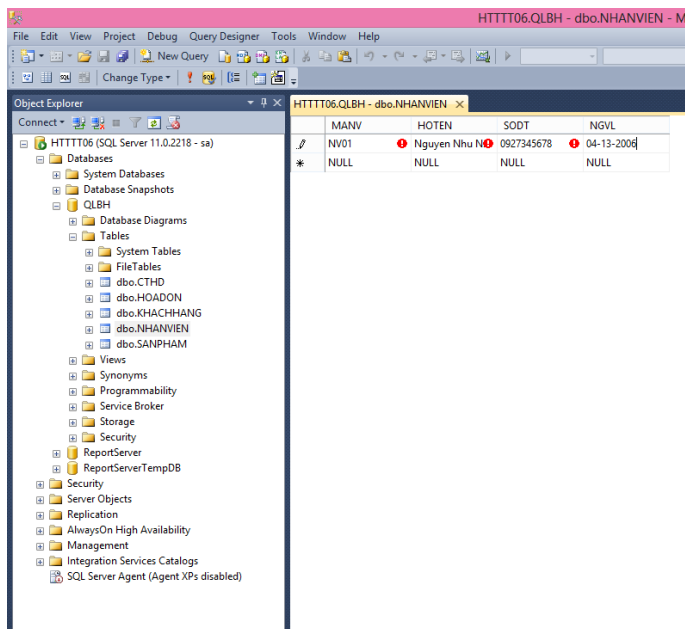 HTTTT06.QLBH - dbo.NHANVIEN - M
File Edit View Project Debug Query Designer Tools Window Help
New Query
Change Type
Object Explorer
HTTTT06.QLBH - dbo.NHANVIEN
Connect
MANV HOTEN SODT NGVL
HTTTT06 (SQL Server 11.0.2218 - sa)
NV01 Nguyen Nhu N 0927345678 04-13-2006
Databases
NULL NULL NULL NULL
System Databases
Database Snapshots
QLBH
Database Diagrams
Tables
System Tables
FileTables
dbo.CTHD
dbo.HOADON
dbo.KHACHHANG
dbo.NHANVIEN
dbo.SANPHAM
Views
Synonyms
Programmability
Service Broker
Storage
Security
ReportServer
ReportServerTempDB
Security
Server Objects
Replication
AlwaysOn High Availability
Management
Integration Services Catalogs
SQL Server Agent (Agent XPs disabled)